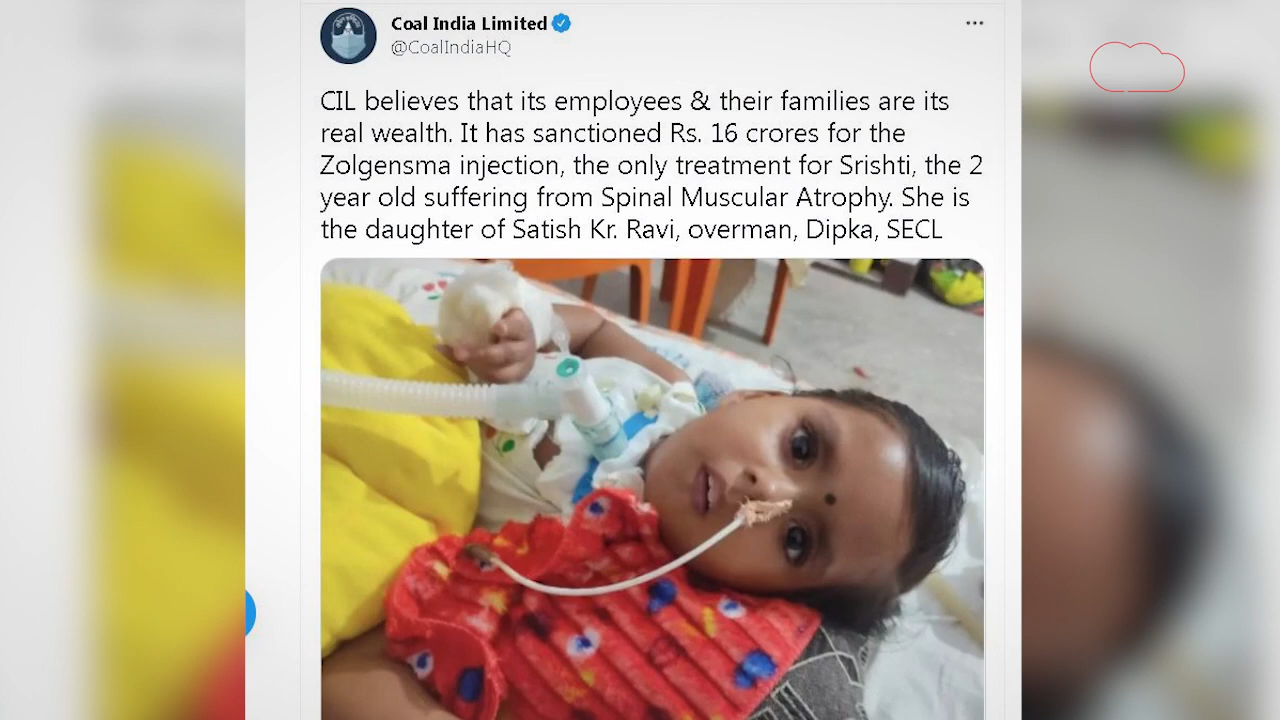 Coal India Limited
@CoalIndiaHQ
CIL believes that its employees & their families are its
real wealth. It has sanctioned Rs. 16 crores for the
Zolgensma injection, the only treatment for Srishti, the 2
year old suffering from Spinal Muscular Atrophy. She is
the daughter of Satish Kr. Ravi, overman, Dipka, SECL